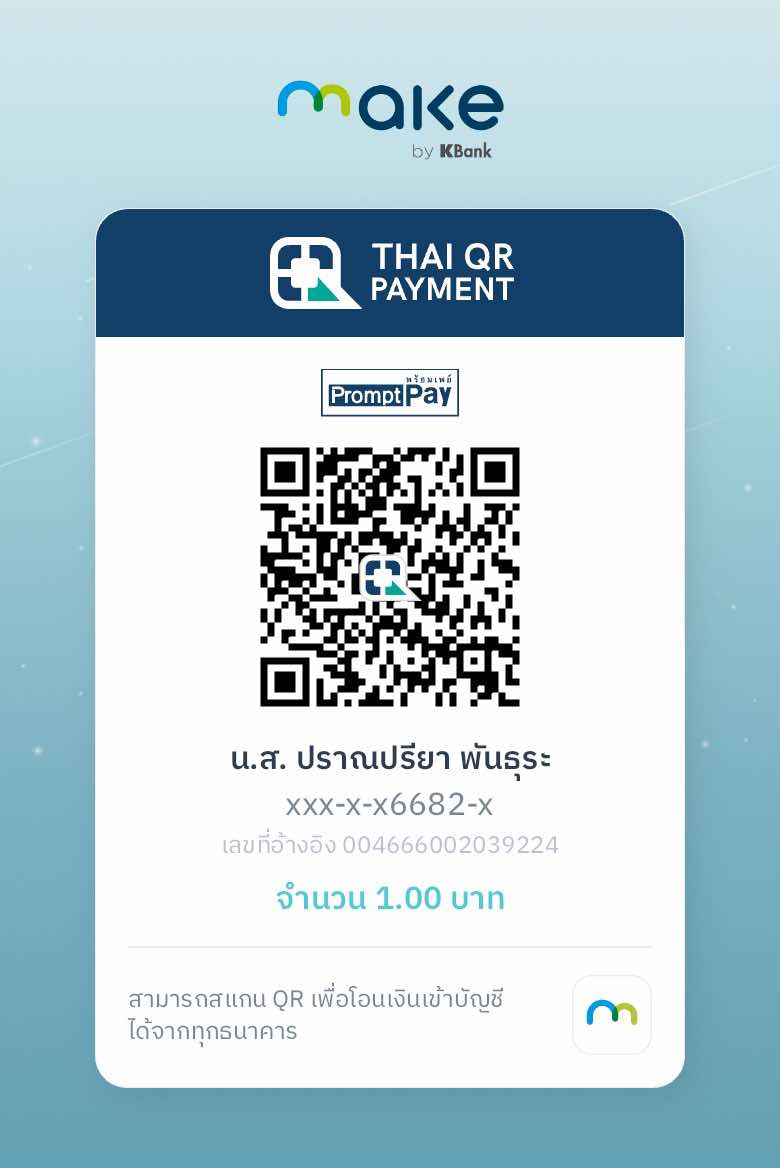 make
by KBank
THAI QR
PAYMENT
พร้อมเพย์
PromptPay
น.ส. ปราณปรียา พันธุระ
xxx-x-x6682-x
เลขที่อ้างอิง 004666002039224
จำนวน 1.00 บาท
สามารถสแกน QR เพื่อโอนเงินเข้าบัญชี
ได้จากทุกธนาคาร